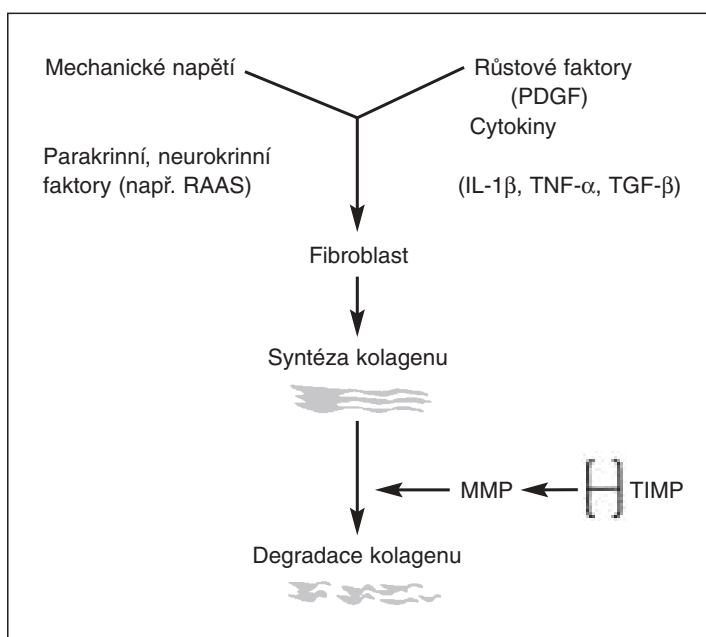 Mechanické napětí
Růstové faktory
(PDGF)
Cytokiny
Parakrinní, neurokrinní
faktory (např. RAAS)
(IL-1β, TNF-α, TGF-β)
Fibroblast
Syntéza kolagenu
MMP
(–) TIMP
Degradace kolagenu